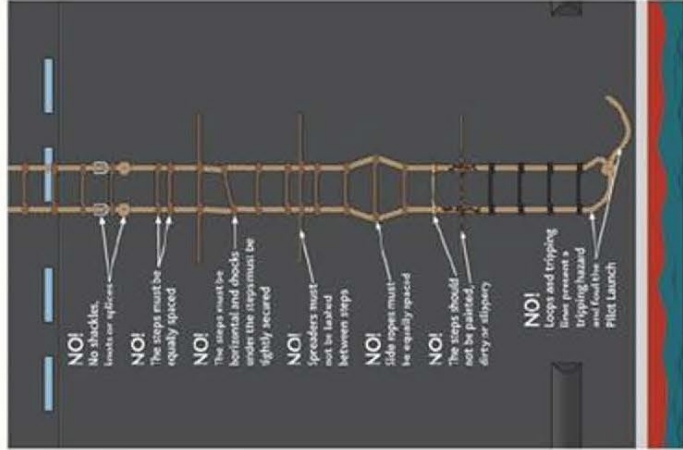 NO!
No shackles,
knots or splices
NO!
The steps must be
equally spiced
NO!
The steps must be
horizontal and chocks
under the steps must be
tightly secured
NO!
Spreaders must
not be lashed
between steps
NO!
Side ropes must
be equally spaced
NO!
The steps should
not be painted,
dirty or slippery
NO!
Loops and tripping
lines present a
tripping hazard
and foul the
Pilot Launch